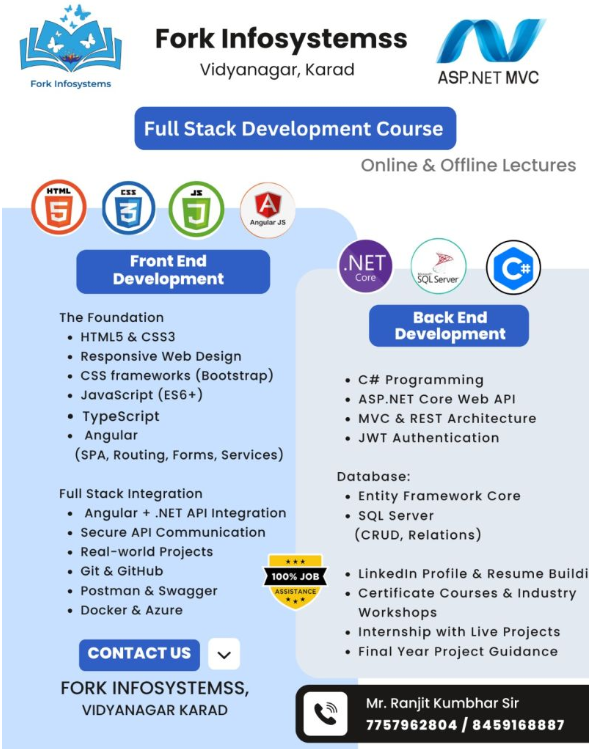 Fork Infosystems
Fork Infosystemss
Vidyanagar, Karad
ASP.NET MVC
Full Stack Development Course
Online & Offline Lectures
HTML
5
CSS
3
JS
A
Angular JS
Front End
Development
The Foundation
• HTML5 & CSS3
• Responsive Web Design
• CSS frameworks (Bootstrap)
• JavaScript (ES6+)
• TypeScript
• Angular
(SPA, Routing, Forms, Services)
Full Stack Integration
• Angular + .NET API Integration
• Secure API Communication
• Real-world Projects
• Git & GitHub
• Postman & Swagger
• Docker & Azure
.NET
Core
SQL Server
C#
Back End
Development
• C# Programming
• ASP.NET Core Web API
• MVC & REST Architecture
• JWT Authentication
Database:
• Entity Framework Core
• SQL Server
(CRUD, Relations)
100% JOB
ASSISTANCE
• LinkedIn Profile & Resume Buildi
• Certificate Courses & Industry
Workshops
• Internship with Live Projects
• Final Year Project Guidance
CONTACT US
FORK INFOSYSTEMSS,
VIDYANAGAR KARAD
Mr. Ranjit Kumbhar Sir
7757962804 / 8459168887